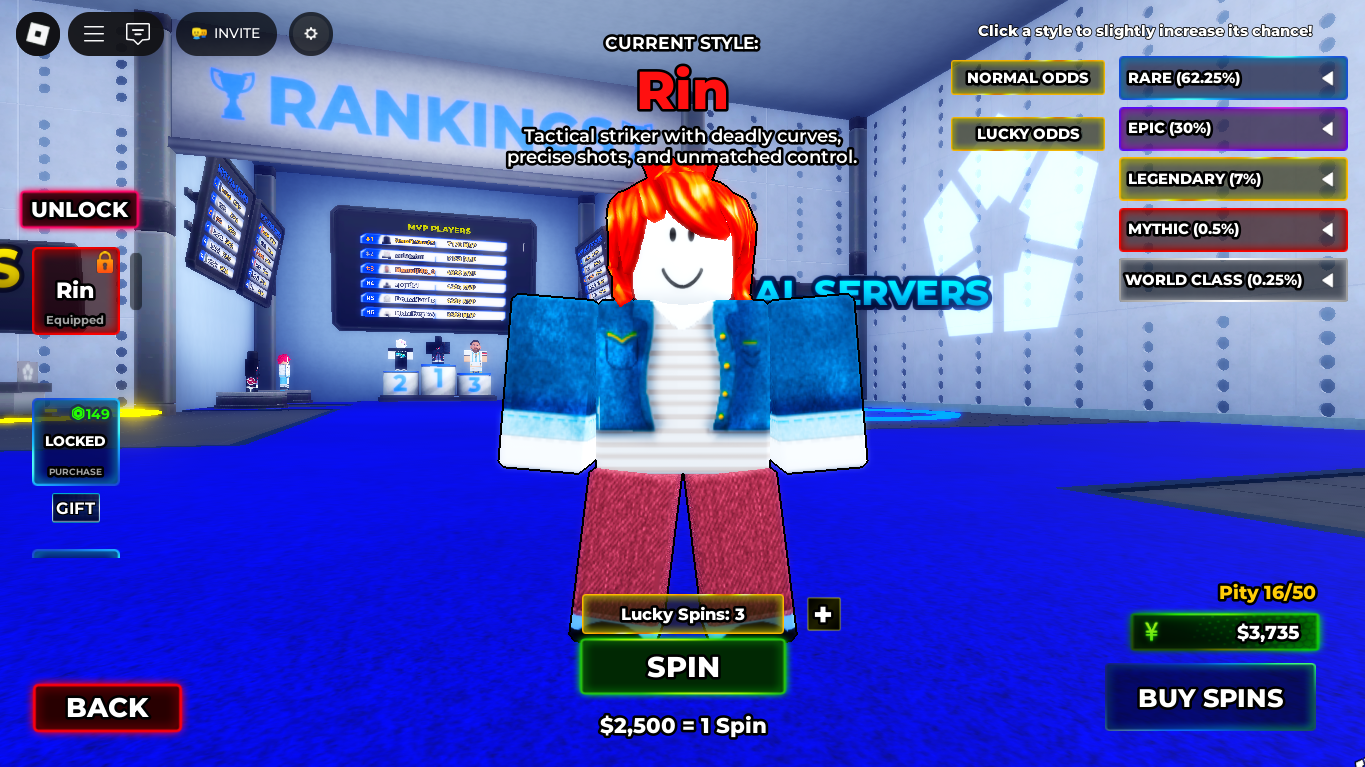 INVITE
CURRENT STYLE:
Rin
Tactical striker with deadly curves,
precise shots, and unmatched control.
Click a style to slightly increase its chance!
NORMAL ODDS
LUCKY ODDS
RARE (62.25%)
EPIC (30%)
LEGENDARY (7%)
MYTHIC (0.5%)
WORLD CLASS (0.25%)
RANKINGS
MVP PLAYERS
AL SERVERS
2
1
3
S
UNLOCK
Rin
Equipped
149
LOCKED
PURCHASE
GIFT
BACK
Lucky Spins: 3
+
SPIN
$2,500 = 1 Spin
Pity 16/50
¥ $3,735
BUY SPINS